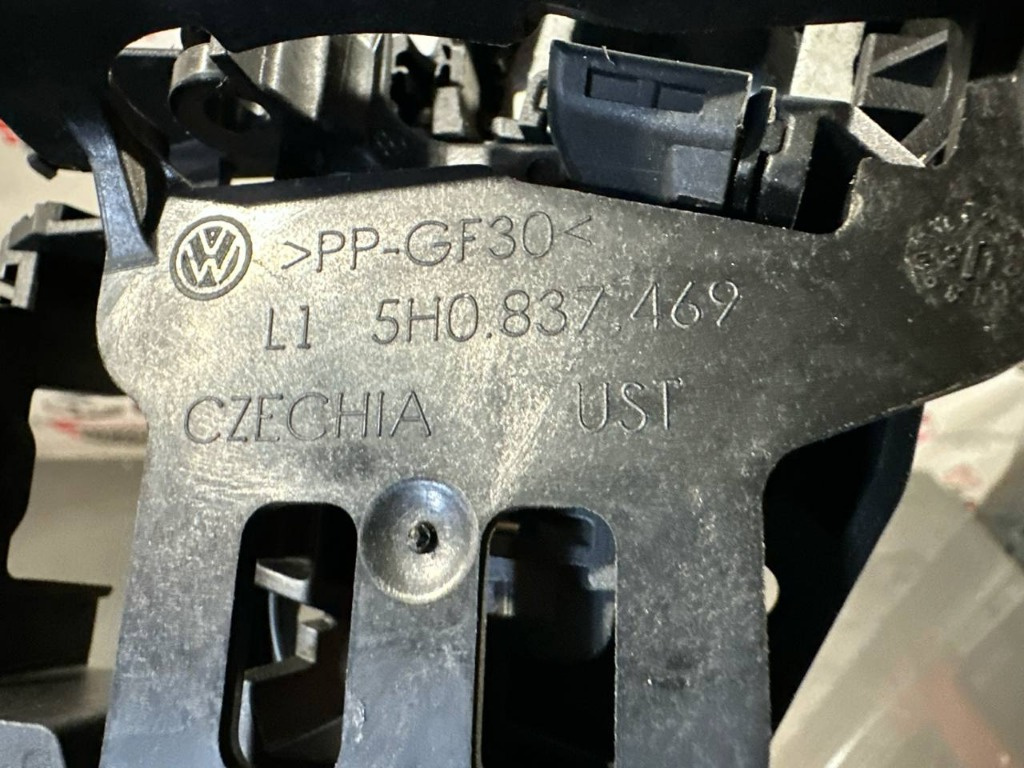 >PP-GF30<
L1 5H0.837.469
CZECHIA UST